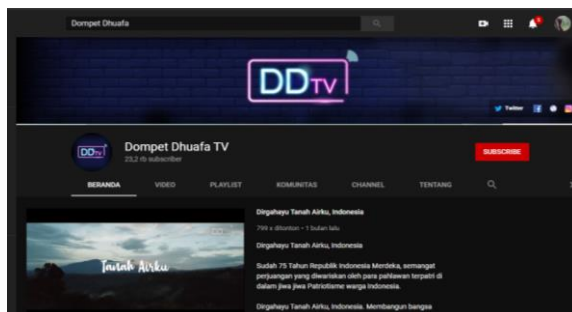 Dompet Dhuafa
DDTV
Twitter
DDTV
Dompet Dhuafa TV
23,2 rb subscriber
SUBSCRIBE
BERANDA VIDEO PLAYLIST KOMUNITAS CHANNEL TENTANG
Tanah Airku
Dirgahayu Tanah Airku, Indonesia
799 x ditonton • 1 bulan lalu
Dirgahayu Tanah Airku, Indonesia
Sudah 75 Tahun Republik Indonesia Merdeka, semangat
perjuangan yang diwariskan oleh para pahlawan terpatri di
dalam jiwa jiwa Patriotisme warga Indonesia.
Dirgahayu Tanah Airku, Indonesia. Membangun bangsa